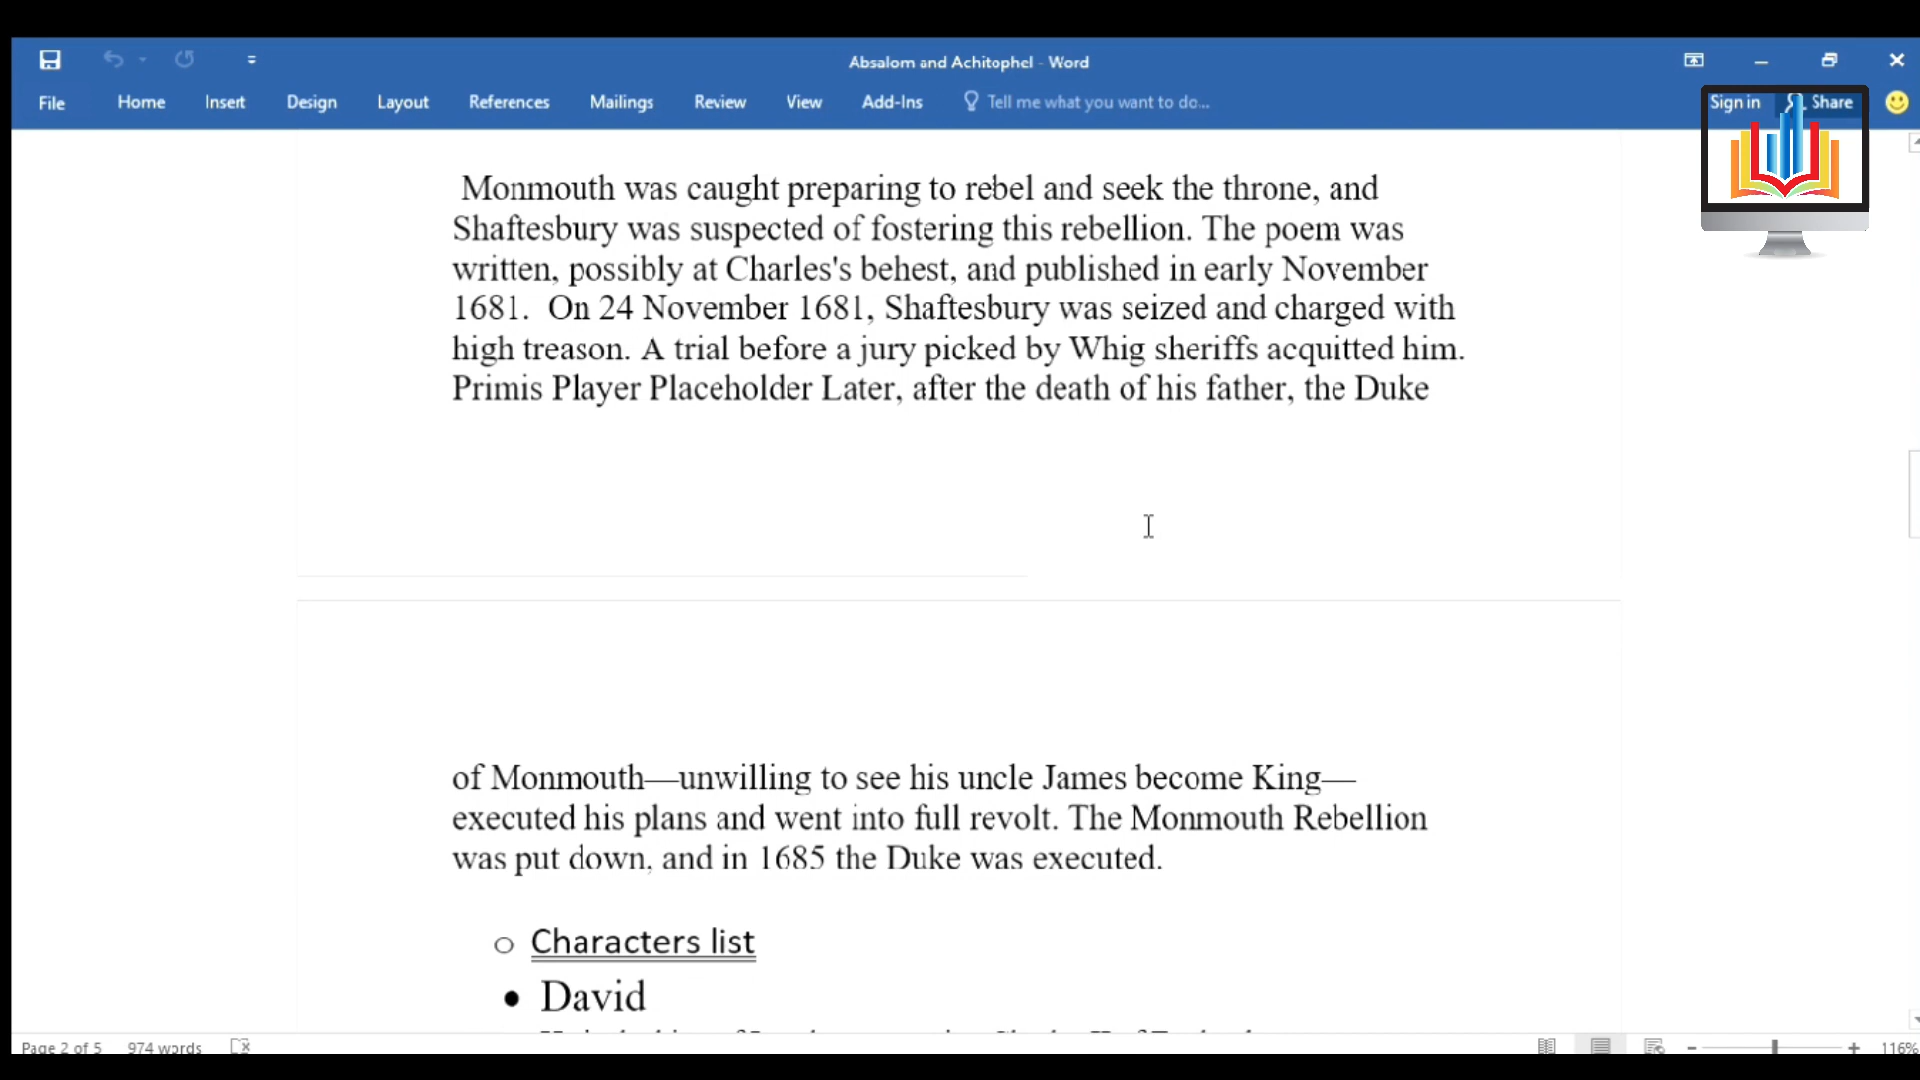 Absalom and Achitophel - Word
File Home Insert Design Layout References Mailings Review View Add-Ins Tell me what you want to do... Sign in Share
Monmouth was caught preparing to rebel and seek the throne, and
Shaftesbury was suspected of fostering this rebellion. The poem was
written, possibly at Charles's behest, and published in early November
1681. On 24 November 1681, Shaftesbury was seized and charged with
high treason. A trial before a jury picked by Whig sheriffs acquitted him.
Primis Player Placeholder Later, after the death of his father, the Duke
of Monmouth—unwilling to see his uncle James become King—
executed his plans and went into full revolt. The Monmouth Rebellion
was put down, and in 1685 the Duke was executed.
Characters list
David
Page 2 of 5 974 words 116%